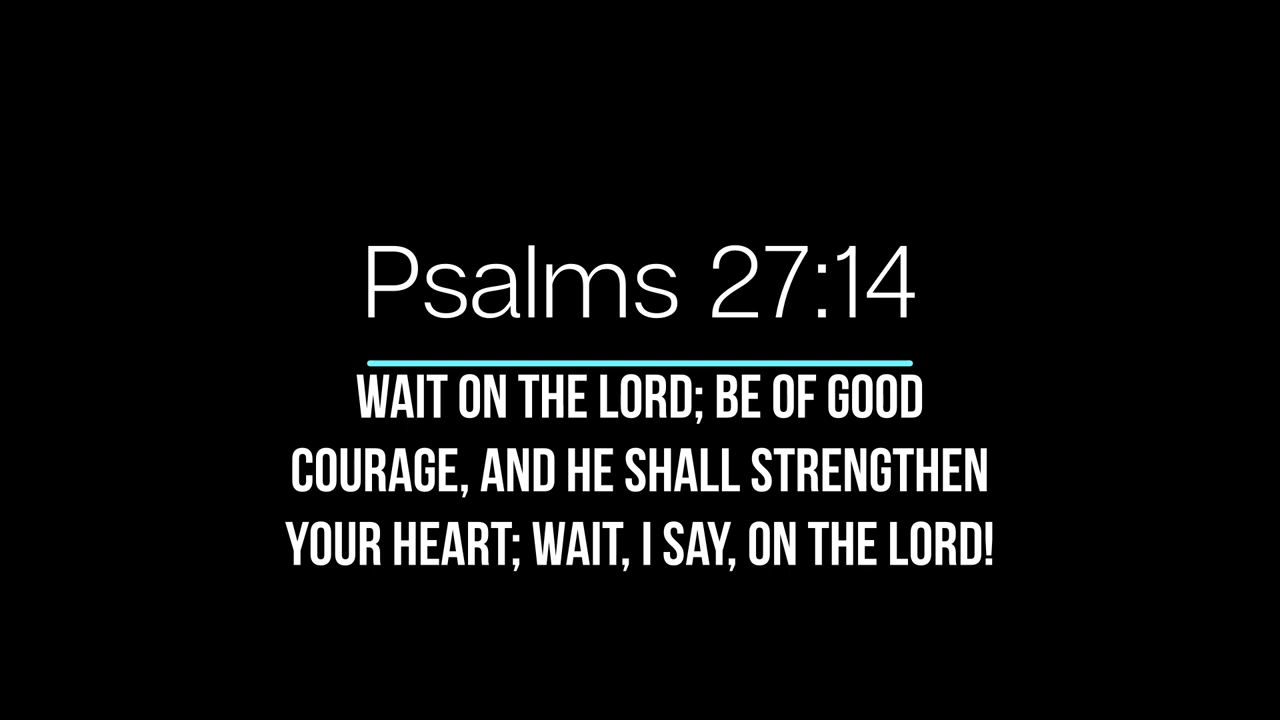 Psalms 27:14
WAIT ON THE LORD; BE OF GOOD
COURAGE, AND HE SHALL STRENGTHEN
YOUR HEART; WAIT, I SAY, ON THE LORD!